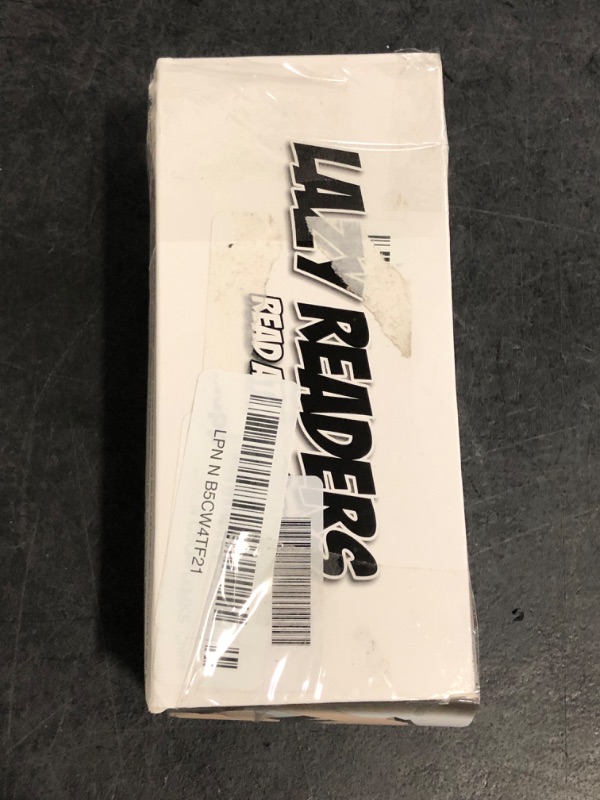 LAZY READERS
READ A
LPN N B5CW4TF21